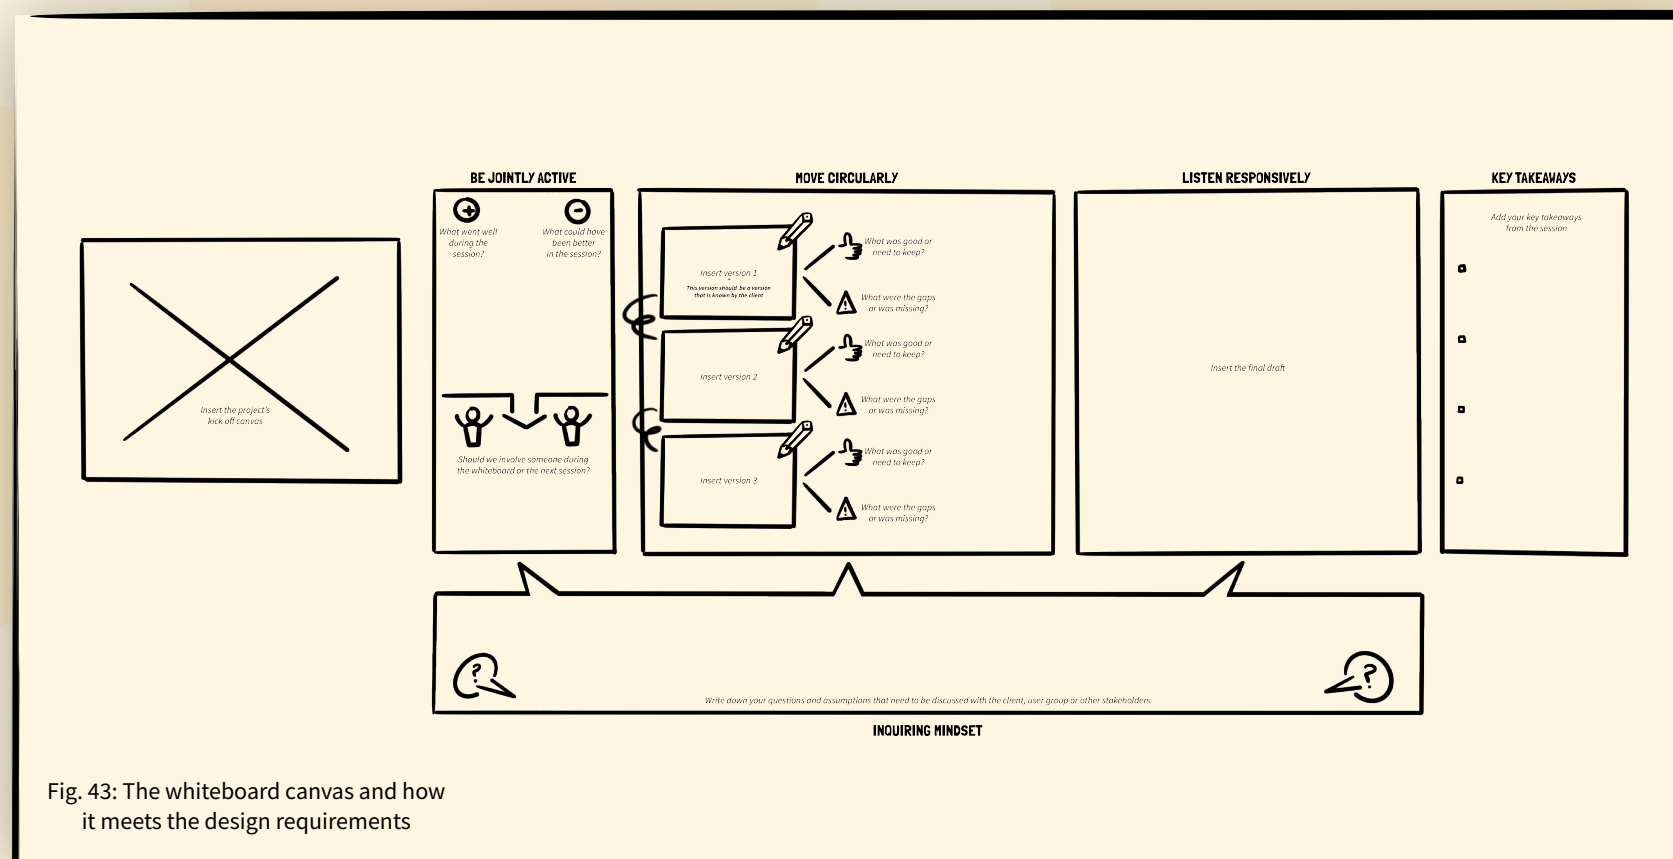 BE JOINTLY ACTIVE
MOVE CIRCULARLY
LISTEN RESPONSIVELY
KEY TAKEAWAYS
Insert the project's
kick off canvas
What went well
during the
session?
What could have
been better
in the session?
Should we involve someone during
the whiteboard or the next session?
Insert version 1
This version should be a version
that is known by the client
What was good or
need to keep?
What were the gaps
or was missing?
Insert version 2
What was good or
need to keep?
What were the gaps
or was missing?
Insert version 3
What was good or
need to keep?
What were the gaps
or was missing?
Insert the final draft
Add your key takeaways
from the session
?
?
Write down your questions and assumptions that need to be discussed with the client, user group or other stakeholders.
INQUIRING MINDSET
Fig. 43: The whiteboard canvas and how
it meets the design requirements